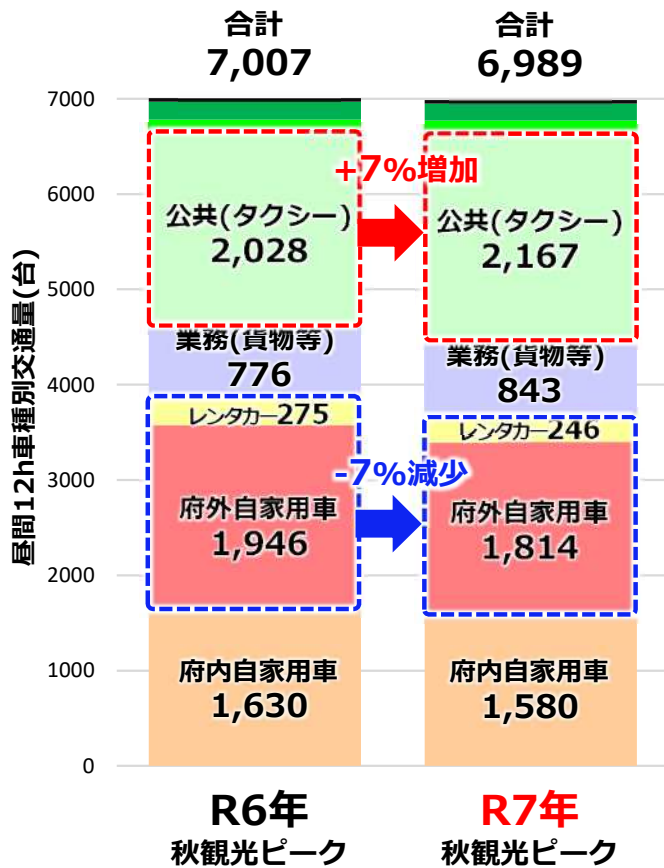 合計
7,007
合計
6,989
昼間12h車種別交通量(台)
7000
6000
5000
4000
3000
2000
1000
0
+7%増加
公共(タクシー)
2,028
公共(タクシー)
2,167
業務(貨物等)
776
業務(貨物等)
843
レンタカー275
レンタカー246
-7%減少
府外自家用車
1,946
府外自家用車
1,814
府内自家用車
1,630
府内自家用車
1,580
R6年
秋観光ピーク
R7年
秋観光ピーク